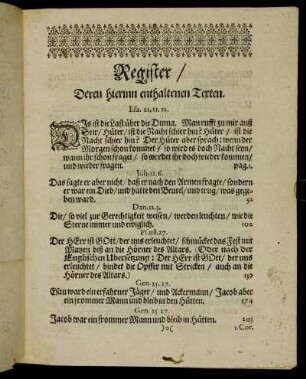 Register /
Deren hierinn enthaltenen Texten.
Esa. 21, 11. 12.
DIs ist die Last über die Duma. Man rufft zu mir auß
Seir / Hüter / ist die Nacht schier hin? Hüter / ist die
Nacht schier hin? Der Hüter aber sprach: wenn der
Morgen schon kommet / so wird es doch Nacht seyn /
wann ihr schon fraget / so werdet ihr doch wieder kommen /
und wieder fragen. pag. 1.
Joh. 12. 6.
Das sagte er aber nicht / daß er nach den Armen fragte / sondern
er war ein Dieb / und hatte den Beutel / und trug / was gege-
ben ward. 52
Dan. 12. 3.
Die / so viel zur Gerechtigkeit weisen / werden leuchten / wie die
Sterne immer und ewiglich. 102
Der HErr ist GOtt / der uns erleuchtet / schmücket das Fest mit
Mayen biß an die Hörner des Altars. (Oder nach der
Englischen Ubersetzung: Der HErr ist GOtt / der uns
erleuchtet / bindet die Opffer mit Stricken / auch an die
Hörner des Altars.)
Gen. 25. 27.
Esau ward ein erfahrner Jäger / und Ackermann / Jacob aber
ein frommer Mann und bleib in den Hütten. 174
Gen. 25. 27.
Jacob war ein frommer Mann und bleib in Hütten. 203
)o( 1. Cor.